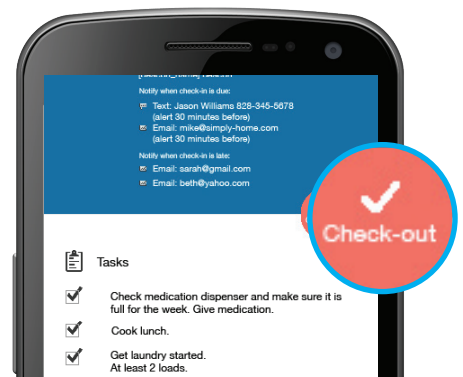 Notify when check-in is due:
Text: Jason Williams 828-345-5678
(alert 30 minutes before)
Email: mike@simply-home.com
(alert 30 minutes before)
Notify when check-in is late:
Email: sarah@gmail.com
Email: beth@yahoo.com
Check-out
Tasks
Check medication dispenser and make sure it is
full for the week. Give medication.
Cook lunch.
Get laundry started.
At least 2 loads.